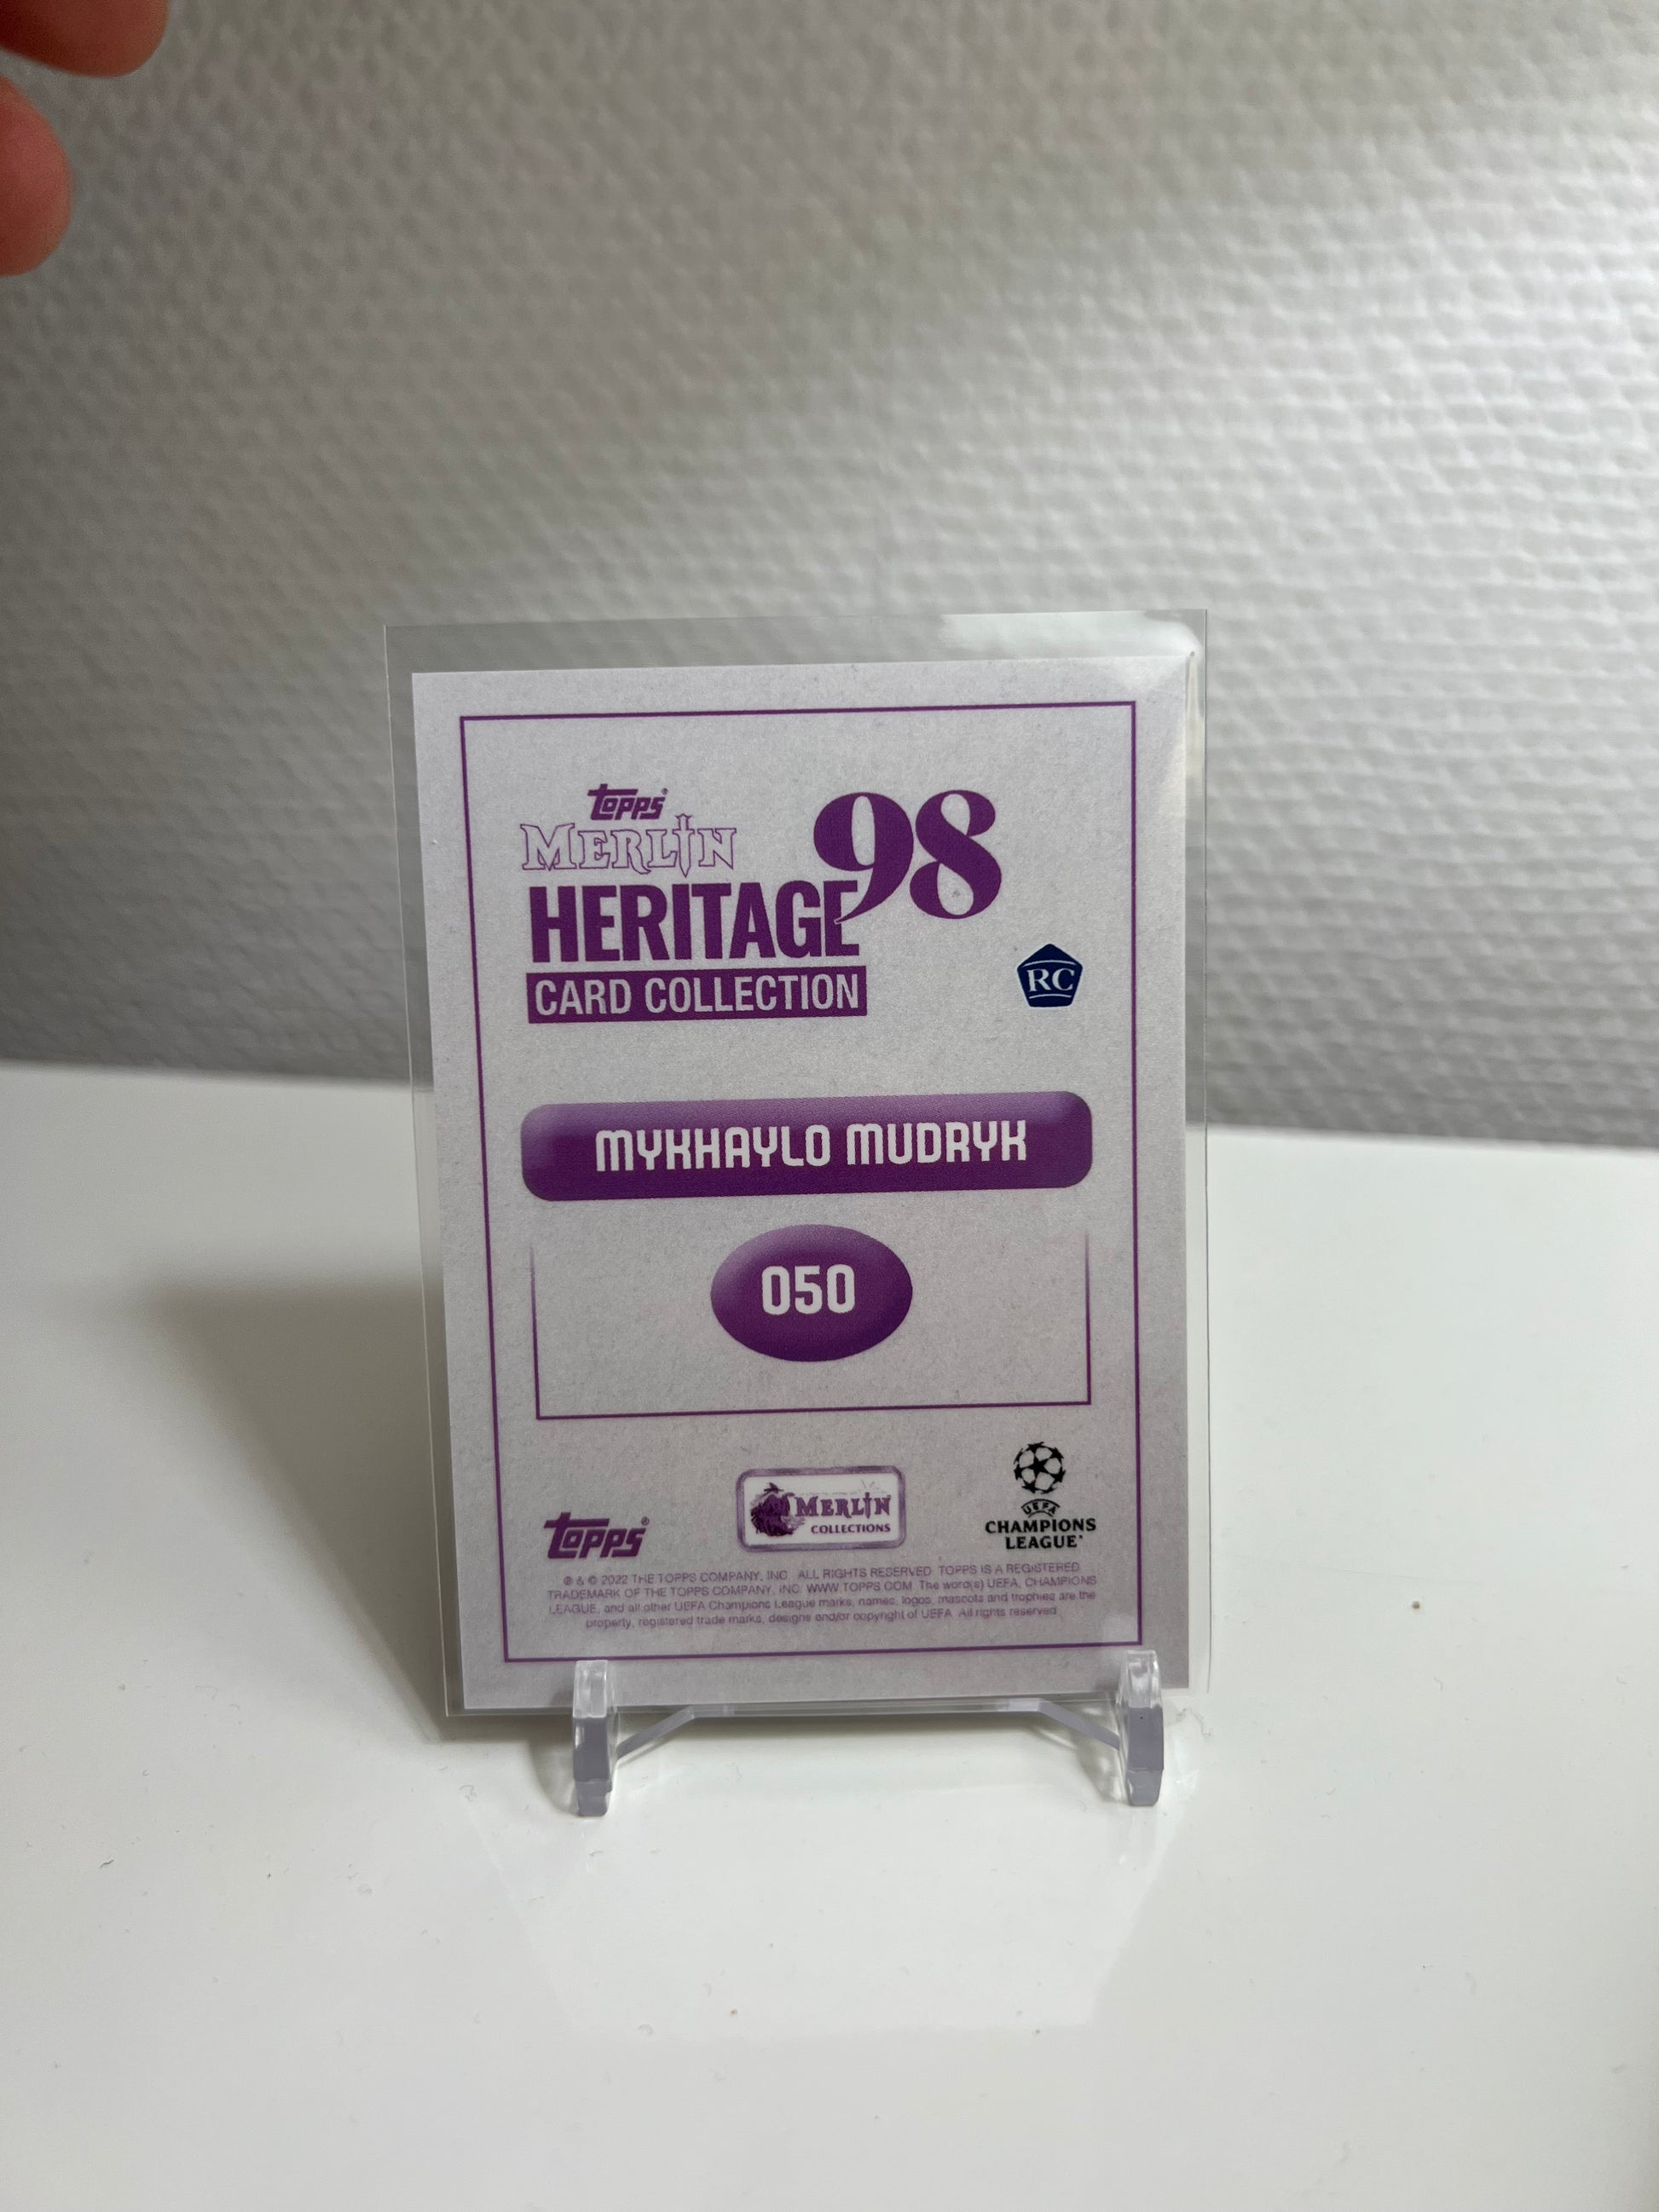 Topps
MERLIN 98
HERITAGE
CARD COLLECTION
RC
MYKHAYLO MUDRYK
050
Topps®
MERLIN
COLLECTIONS
UEFA
CHAMPIONS
LEAGUE
® & © 2022 THE TOPPS COMPANY, INC. ALL RIGHTS RESERVED. TOPPS IS A REGISTERED
TRADEMARK OF THE TOPPS COMPANY, INC. WWW.TOPPS.COM. The word(s) UEFA, CHAMPIONS
LEAGUE, and all other UEFA Champions League marks, names, logos, mascots and trophies are the
property, registered trade marks, designs and/or copyright of UEFA. All rights reserved.